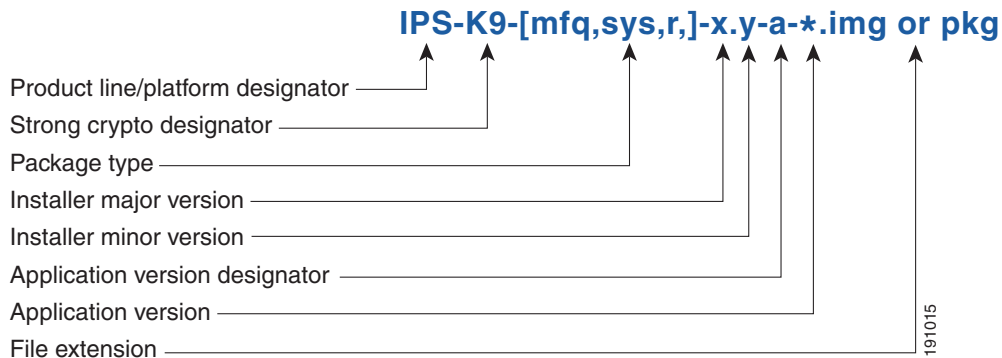 IPS-K9-[mfq,sys,r,]-x.y-a-*.img or pkg
Product line/platform designator
Strong crypto designator
Package type
Installer major version
Installer minor version
Application version designator
Application version
File extension
191015